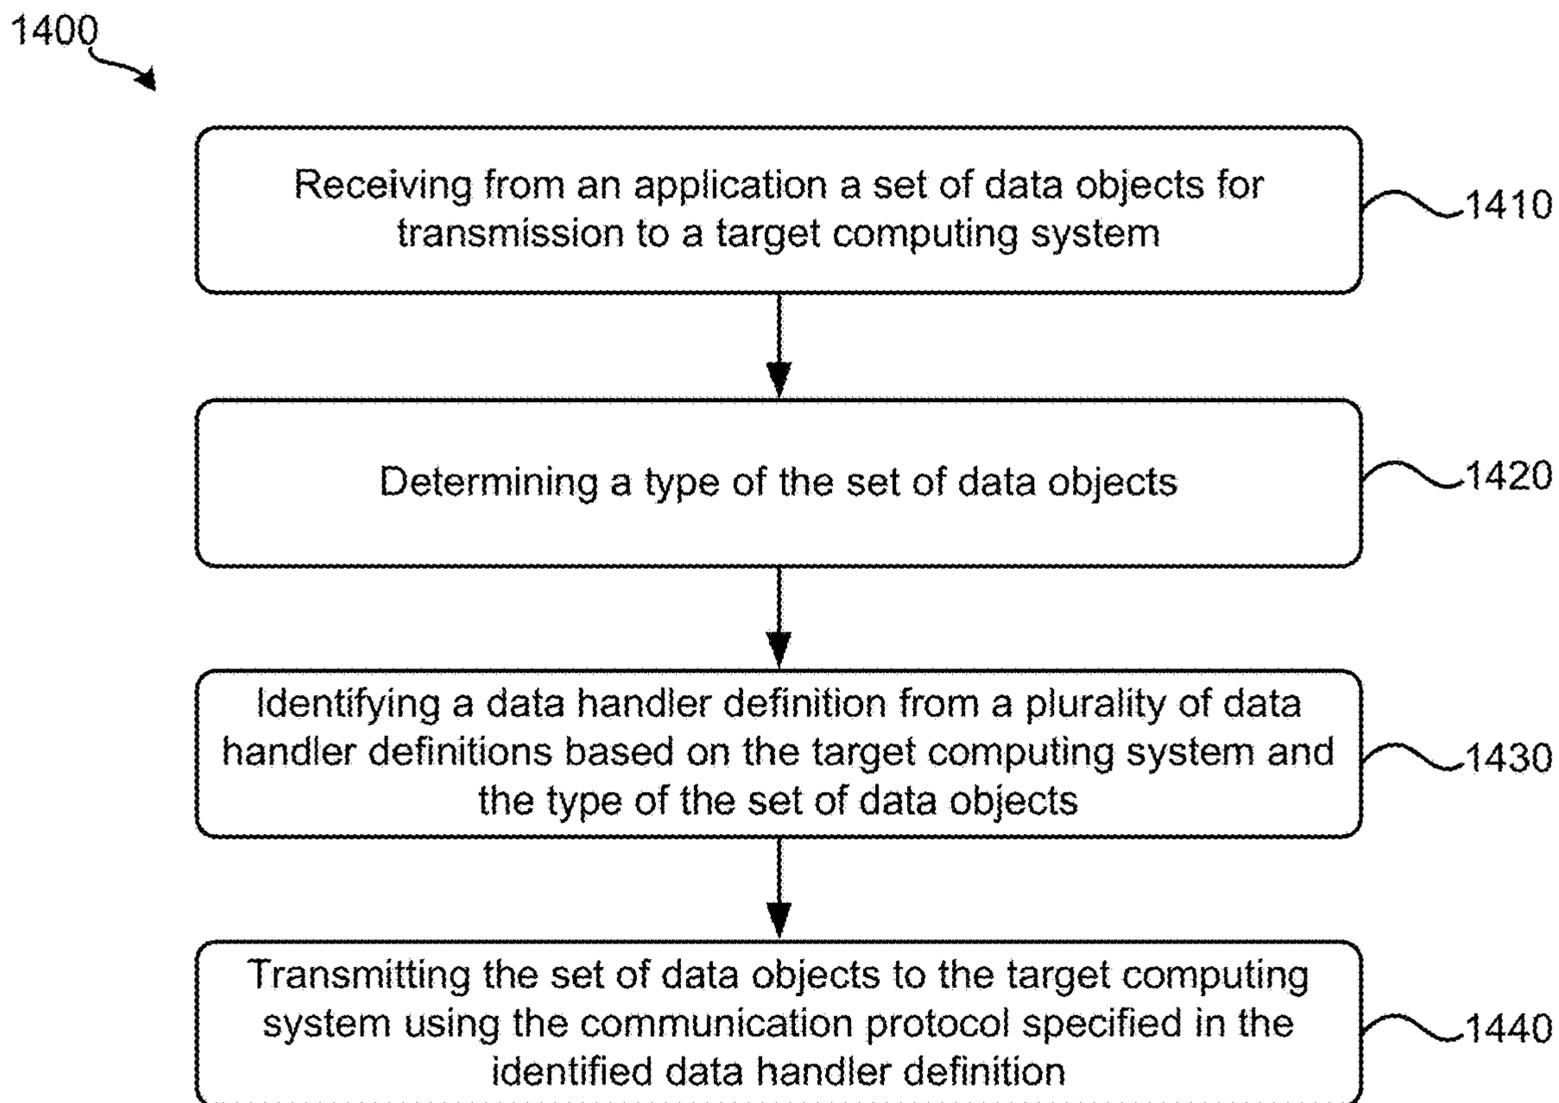 1400
Receiving from an application a set of data objects for
transmission to a target computing system
1410
Determining a type of the set of data objects
1420
Identifying a data handler definition from a plurality of data
handler definitions based on the target computing system and
the type of the set of data objects
1430
Transmitting the set of data objects to the target computing
system using the communication protocol specified in the
identified data handler definition
1440